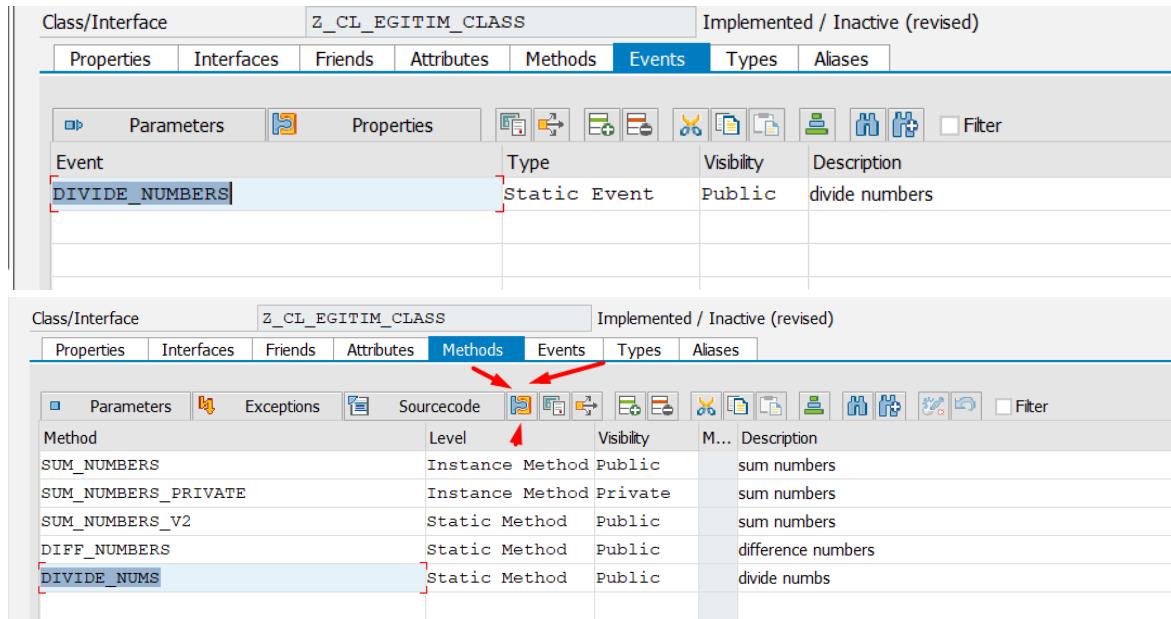 Class/Interface Z_CL_EGITIM_CLASS Implemented / Inactive (revised)
Properties Interfaces Friends Attributes Methods Events Types Aliases
Parameters Properties Filter
Event Type Visibility Description
DIVIDE_NUMBERS Static Event Public divide numbers
Class/Interface Z_CL_EGITIM_CLASS Implemented / Inactive (revised)
Properties Interfaces Friends Attributes Methods Events Types Aliases
Parameters Exceptions Sourcecode Filter
Method Level Visibility M... Description
SUM_NUMBERS Instance Method Public sum numbers
SUM_NUMBERS_PRIVATE Instance Method Private sum numbers
SUM_NUMBERS_V2 Static Method Public sum numbers
DIFF_NUMBERS Static Method Public difference numbers
DIVIDE_NUMS Static Method Public divide numbs